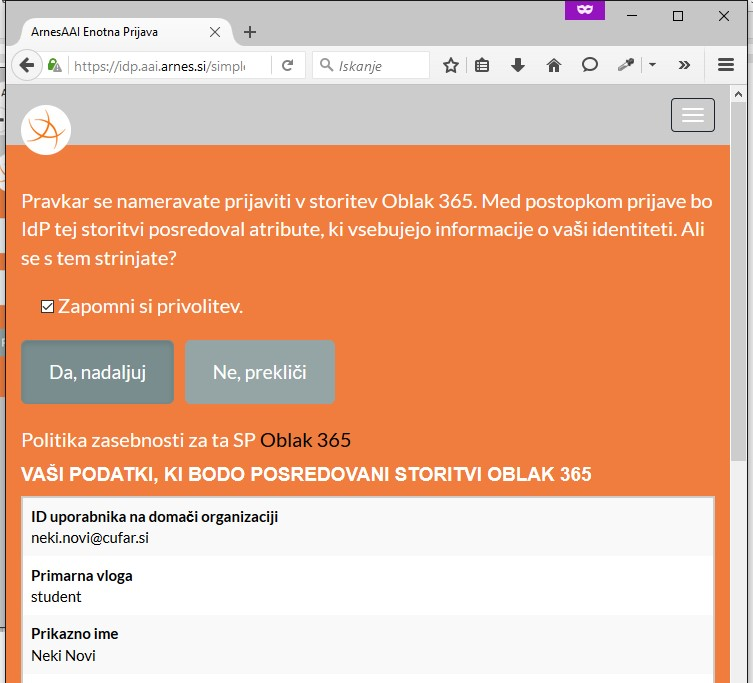 ArnesAAI Enotna Prijava
https://idp.aai.arnes.si/simpl
Iskanje
Pravkar se nameravate prijaviti v storitev Oblak 365. Med postopkom prijave bo
IdP tej storitvi posredoval atribute, ki vsebujejo informacije o vaši identiteti. Ali
se s tem strinjate?
Zapomni si privolitev.
Da, nadaljuj
Ne, prekliči
Politika zasebnosti za ta SP Oblak 365
VAŠI PODATKI, KI BODO POSREDOVANI STORITVI OBLAK 365
ID uporabnika na domači organizaciji
neki.novi@cufar.si
Primarna vloga
student
Prikazno ime
Neki Novi